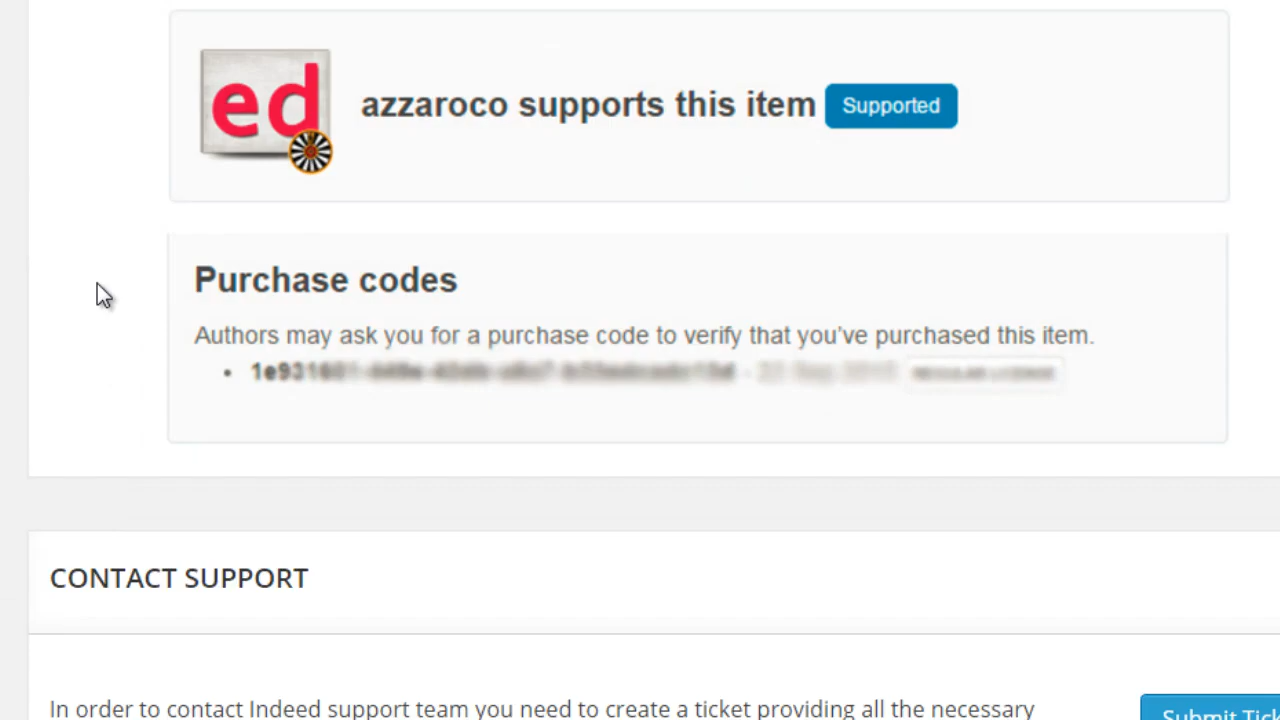 ed
azzaroco supports this item Supported
Purchase codes
Authors may ask you for a purchase code to verify that you've purchased this item.
CONTACT SUPPORT
In order to contact Indeed support team you need to create a ticket providing all the necessary